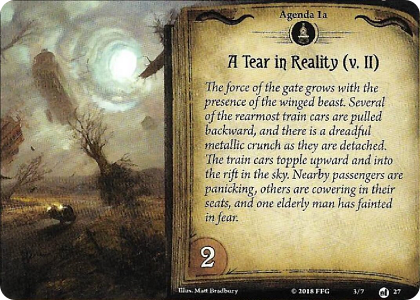 Agenda 1a
A Tear in Reality (v. II)
The force of the gate grows with the
presence of the winged beast. Several
of the rearmost train cars are pulled
backward, and there is a dreadful
metallic crunch as they are detached.
The train cars topple upward and into
the rift in the sky. Nearby passengers are
panicking, others are cowering in their
seats, and one elderly man has fainted
in fear.
2
Illus. Matt Bradbury
© 2018 FFG
3/7
27